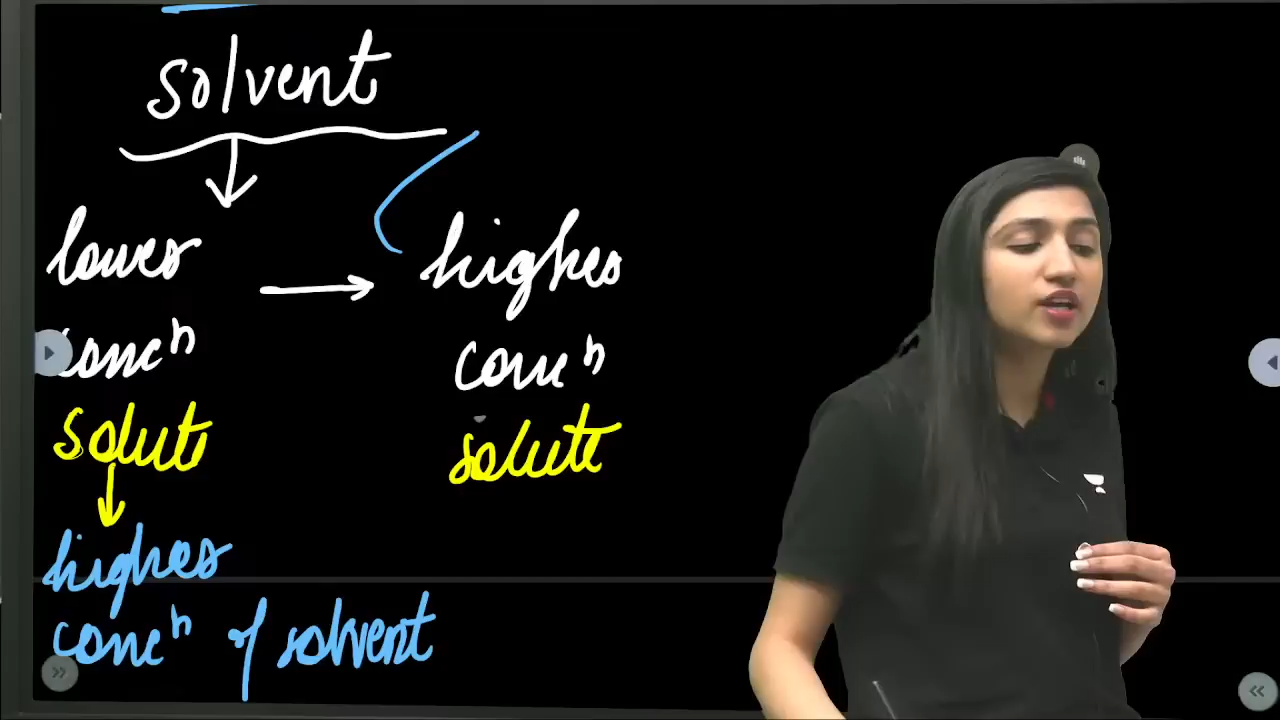 solvent
lower → higher
concⁿ concⁿ
solute solute
higher
concⁿ of solvent